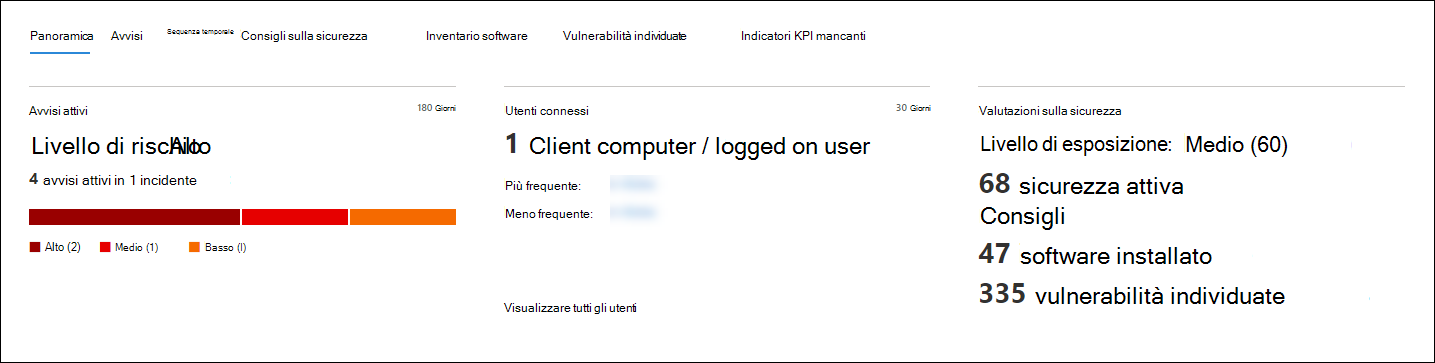 Panoramica Avvisi Sequenza temporale Consigli sulla sicurezza Inventario software Vulnerabilità individuate Indicatori KPI mancanti
Avvisi attivi 180 Giorni
Livello di rischio Alto
4 avvisi attivi in 1 incidente
Alto (2) Medio (1) Basso (I)
Utenti connessi 30 Giorni
1 Client computer / logged on user
Più frequente:
Meno frequente:
Visualizzare tutti gli utenti
Valutazioni sulla sicurezza
Livello di esposizione: Medio (60)
68 sicurezza attiva
Consigli
47 software installato
335 vulnerabilità individuate